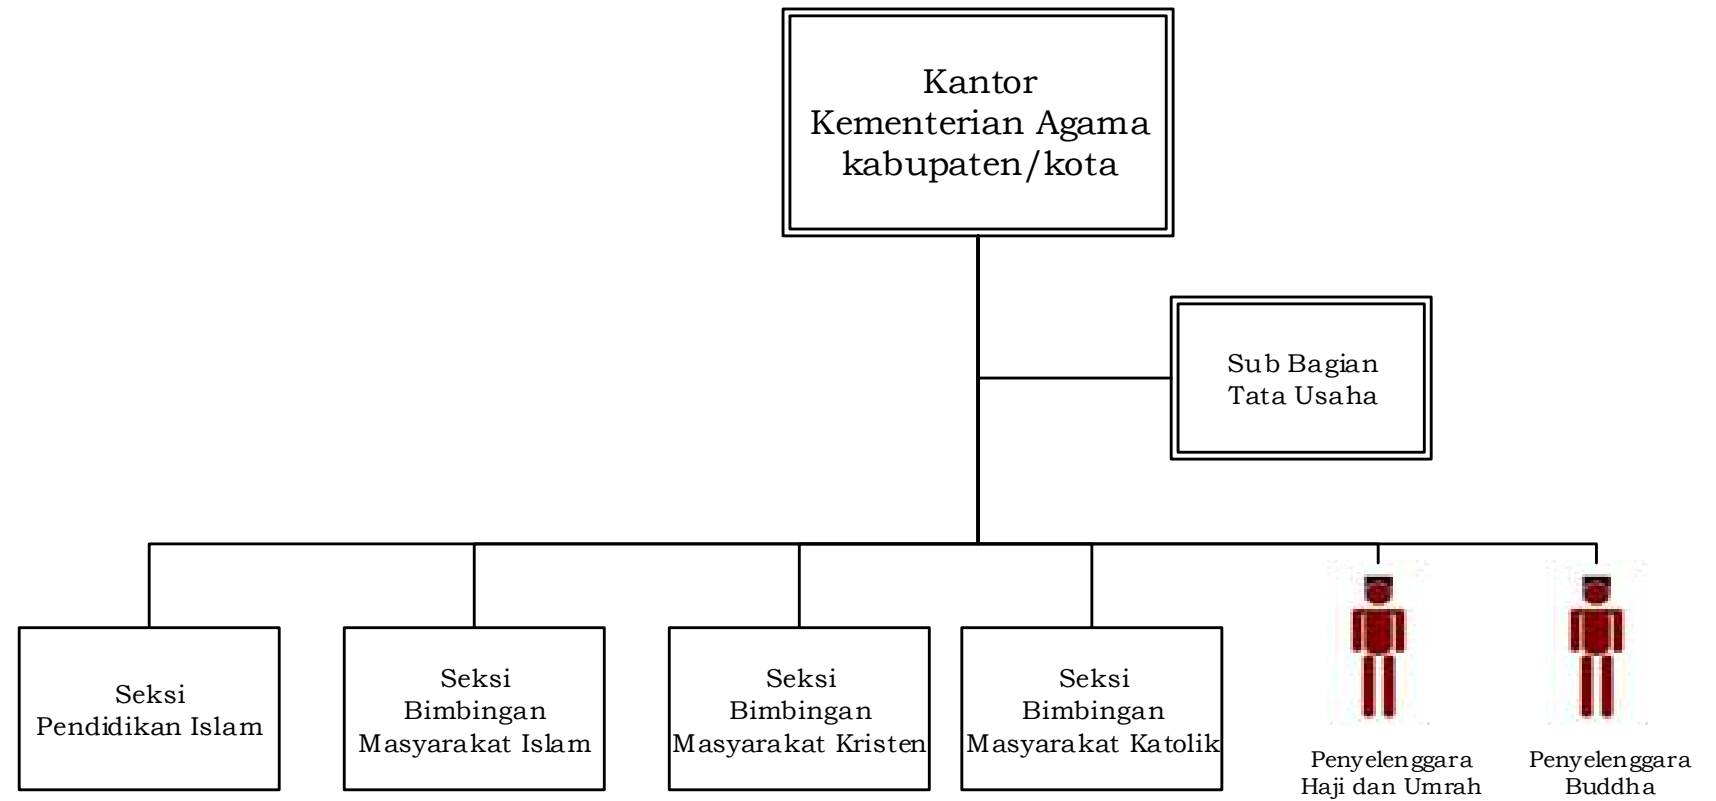 Kantor
Kementerian Agama
kabupaten/kota
Sub Bagian
Tata Usaha
Seksi
Pendidikan Islam
Seksi
Bimbingan
Masyarakat Islam
Seksi
Bimbingan
Masyarakat Kristen
Seksi
Bimbingan
Masyarakat Katolik
Penyelenggara
Haji dan Umrah
Penyelenggara
Buddha